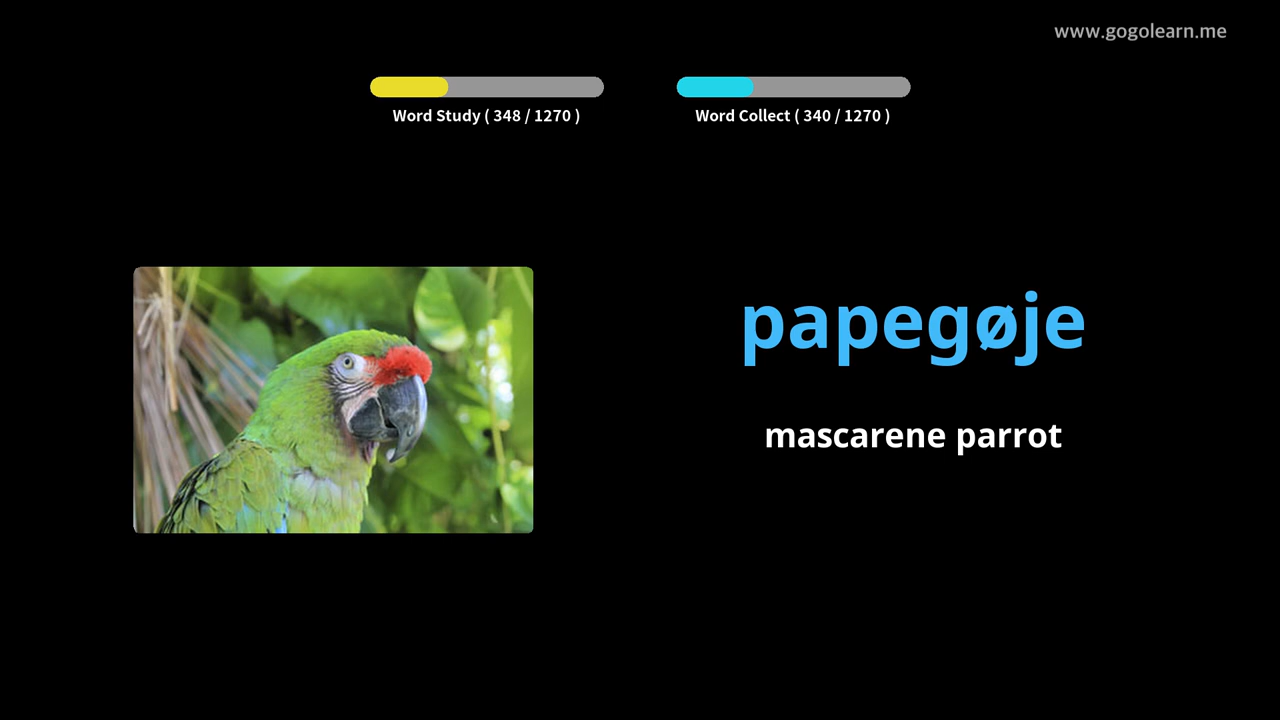 www.gogolearn.me
Word Study ( 348 / 1270 )
Word Collect ( 340 / 1270 )
papegøje
mascarene parrot